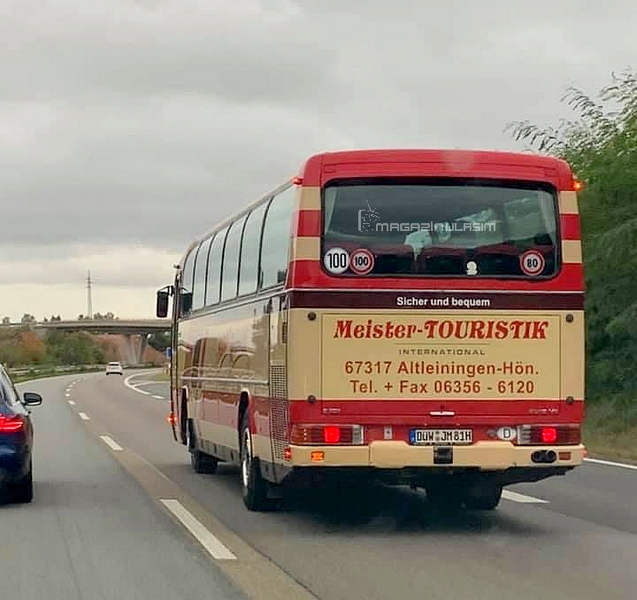 MAGAZiNULASIM
100
100
80
Sicher und bequem
Meister-TOURISTIK
INTERNATIONAL
67317 Altleiningen-Hön.
Tel. + Fax 06356 - 6120
DÜW JM 81H
D